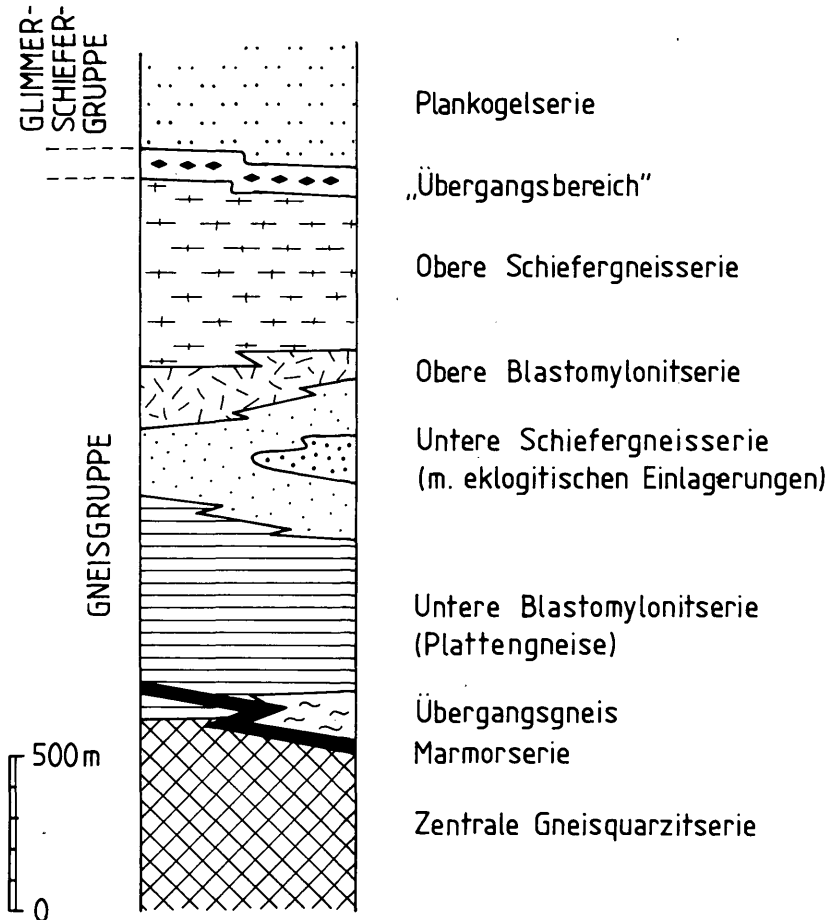 GLIMMER-
SCHIEFER-
GRUPPE
Plankogelserie
„Übergangsbereich”
Obere Schiefergneisserie
Obere Blastomylonitserie
Untere Schiefergneisserie
(m. eklogitischen Einlagerungen)
GNEISGRUPPE
Untere Blastomylonitserie
(Plattengneise)
Übergangsgneis
Marmorserie
500m
Zentrale Gneisquarzitserie
0